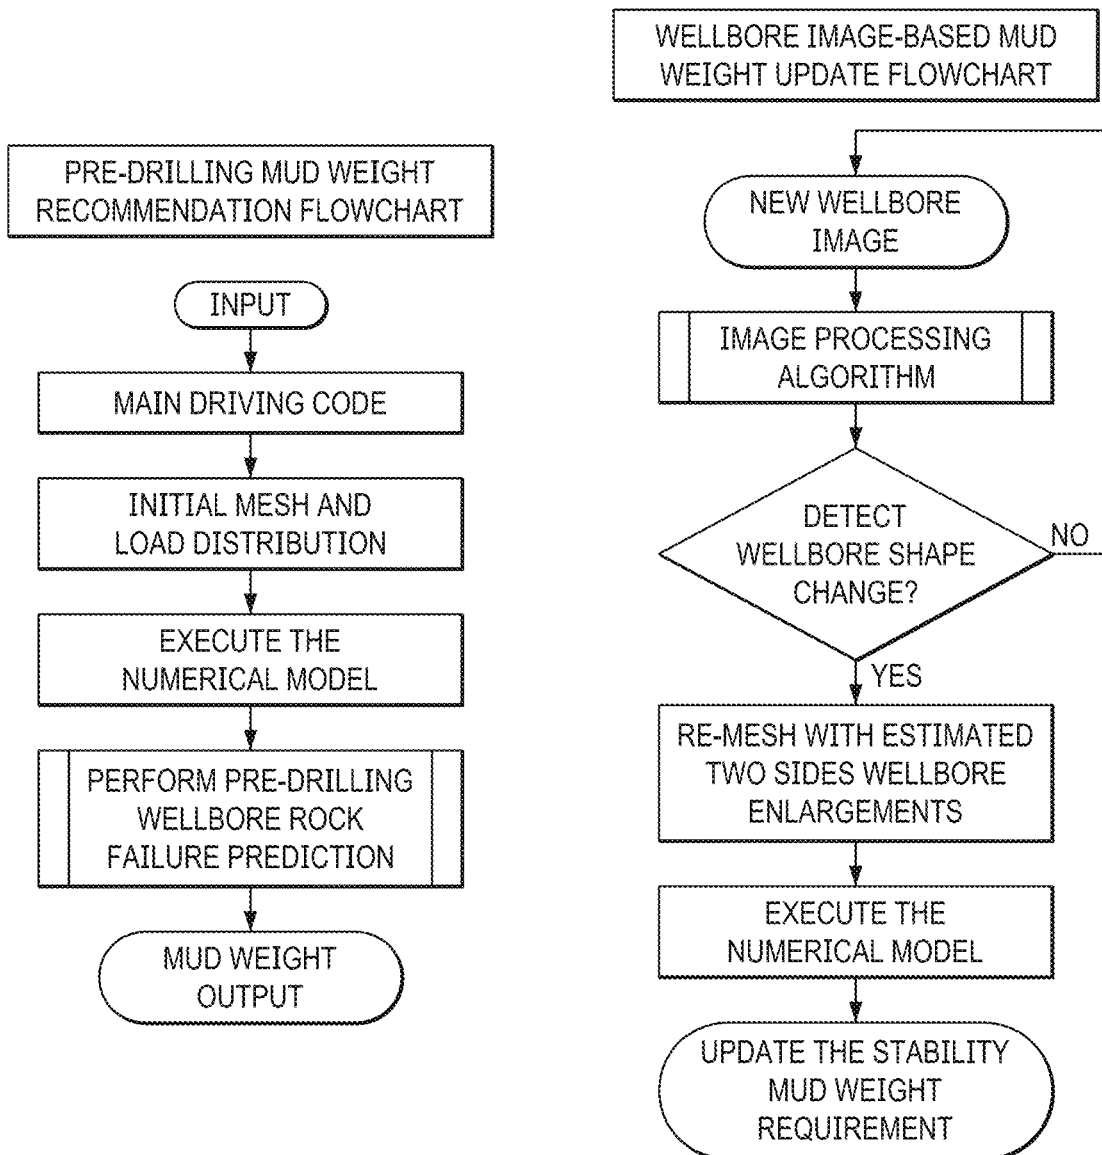 PRE-DRILLING MUD WEIGHT
RECOMMENDATION FLOWCHART
INPUT
MAIN DRIVING CODE
INITIAL MESH AND
LOAD DISTRIBUTION
EXECUTE THE
NUMERICAL MODEL
PERFORM PRE-DRILLING
WELLBORE ROCK
FAILURE PREDICTION
MUD WEIGHT
OUTPUT
WELLBORE IMAGE-BASED MUD
WEIGHT UPDATE FLOWCHART
NEW WELLBORE
IMAGE
IMAGE PROCESSING
ALGORITHM
DETECT
WELLBORE SHAPE
CHANGE?
NO
YES
RE-MESH WITH ESTIMATED
TWO SIDES WELLBORE
ENLARGEMENTS
EXECUTE THE
NUMERICAL MODEL
UPDATE THE STABILITY
MUD WEIGHT
REQUIREMENT